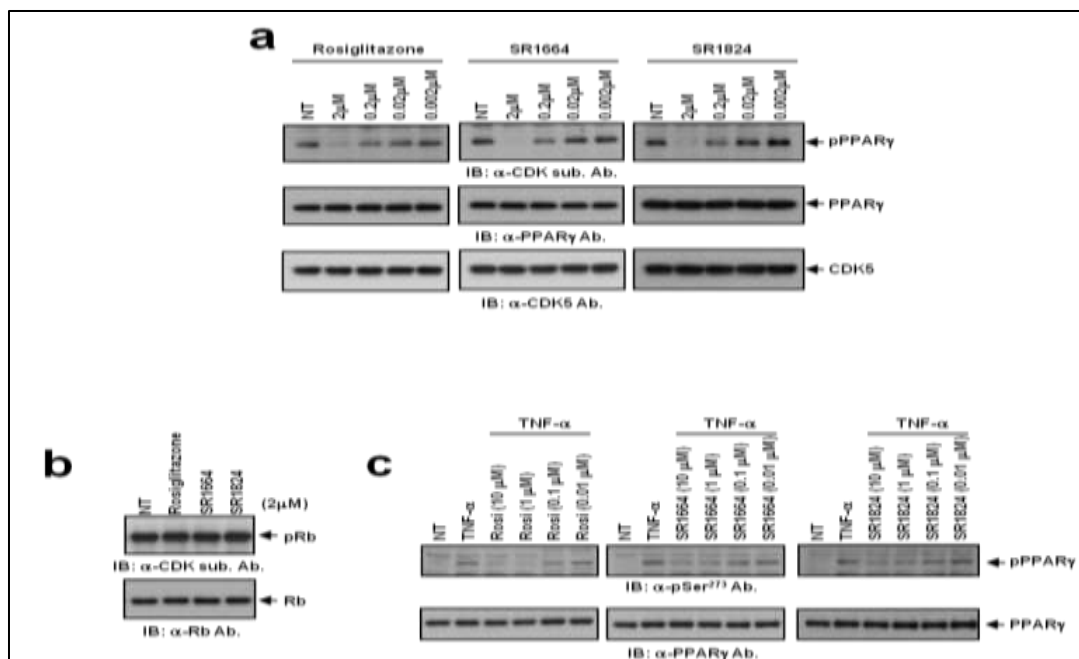 a
Rosiglitazone SR1664 SR1824
NT 2μM 0.2μM 0.02μM 0.002μM NT 2μM 0.2μM 0.02μM 0.002μM NT 2μM 0.2μM 0.02μM 0.002μM
pPPARγ
IB: α-CDK sub. Ab.
PPARγ
IB: α-PPARγ Ab.
CDK5
IB: α-CDK5 Ab.
b
NT Rosiglitazone SR1664 SR1824 (2μM)
pRb
IB: α-CDK sub. Ab.
Rb
IB: α-Rb Ab.
c
TNF-α TNF-α TNF-α
NT TNF-α Rosi (10 μM) Rosi (1 μM) Rosi (0.1 μM) Rosi (0.01 μM) NT TNF-α SR1664 (10 μM) SR1664 (1 μM) SR1664 (0.1 μM) SR1664 (0.01 μM) NT TNF-α SR1824 (10 μM) SR1824 (1 μM) SR1824 (0.1 μM) SR1824 (0.01 μM)
pPPARγ
IB: α-pSer²⁷³ Ab.
PPARγ
IB: α-PPARγ Ab.